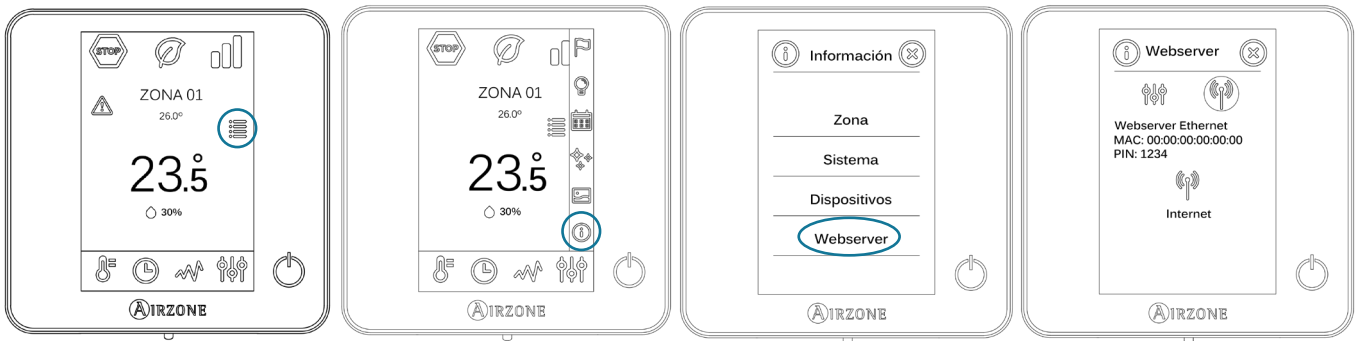 STOP
ZONA 01
26.0º
23.5°
30%
AIRZONE
STOP
ZONA 01
26.0º
23.5°
30%
AIRZONE
Información
Zona
Sistema
Dispositivos
Webserver
AIRZONE
Webserver
Webserver Ethernet
MAC: 00:00:00:00:00:00
PIN: 1234
Internet
AIRZONE